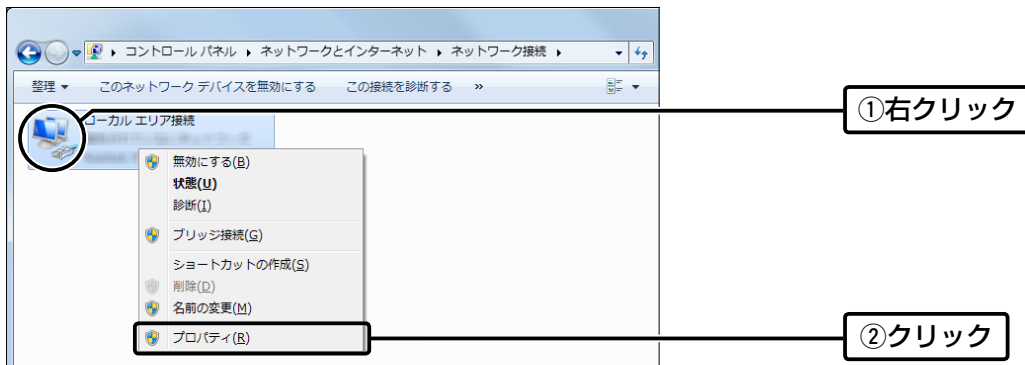 コントロール パネル ▸ ネットワークとインターネット ▸ ネットワーク接続 ▸
整理 ▼ このネットワーク デバイスを無効にする この接続を診断する »
ローカル エリア接続
①右クリック
無効にする(B)
状態(U)
診断(I)
ブリッジ接続(G)
ショートカットの作成(S)
削除(D)
名前の変更(M)
プロパティ(R)
②クリック